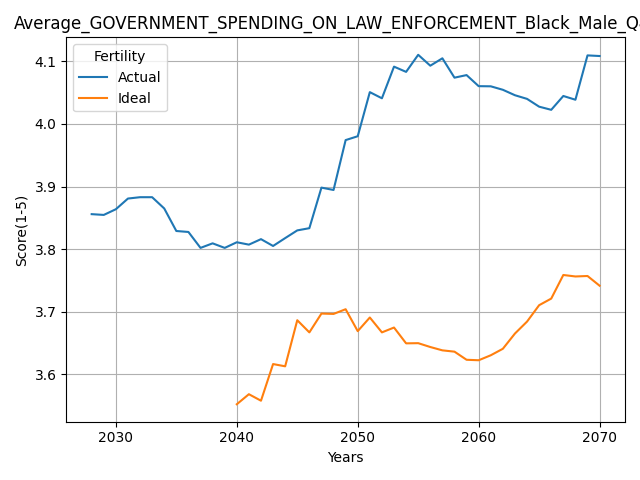 Average_GOVERNMENT_SPENDING_ON_LAW_ENFORCEMENT_Black_Male_Q
Fertility
Actual
Ideal
4.1
4.0
3.9
3.8
3.7
3.6
Score(1-5)
2030 2040 2050 2060 2070
Years